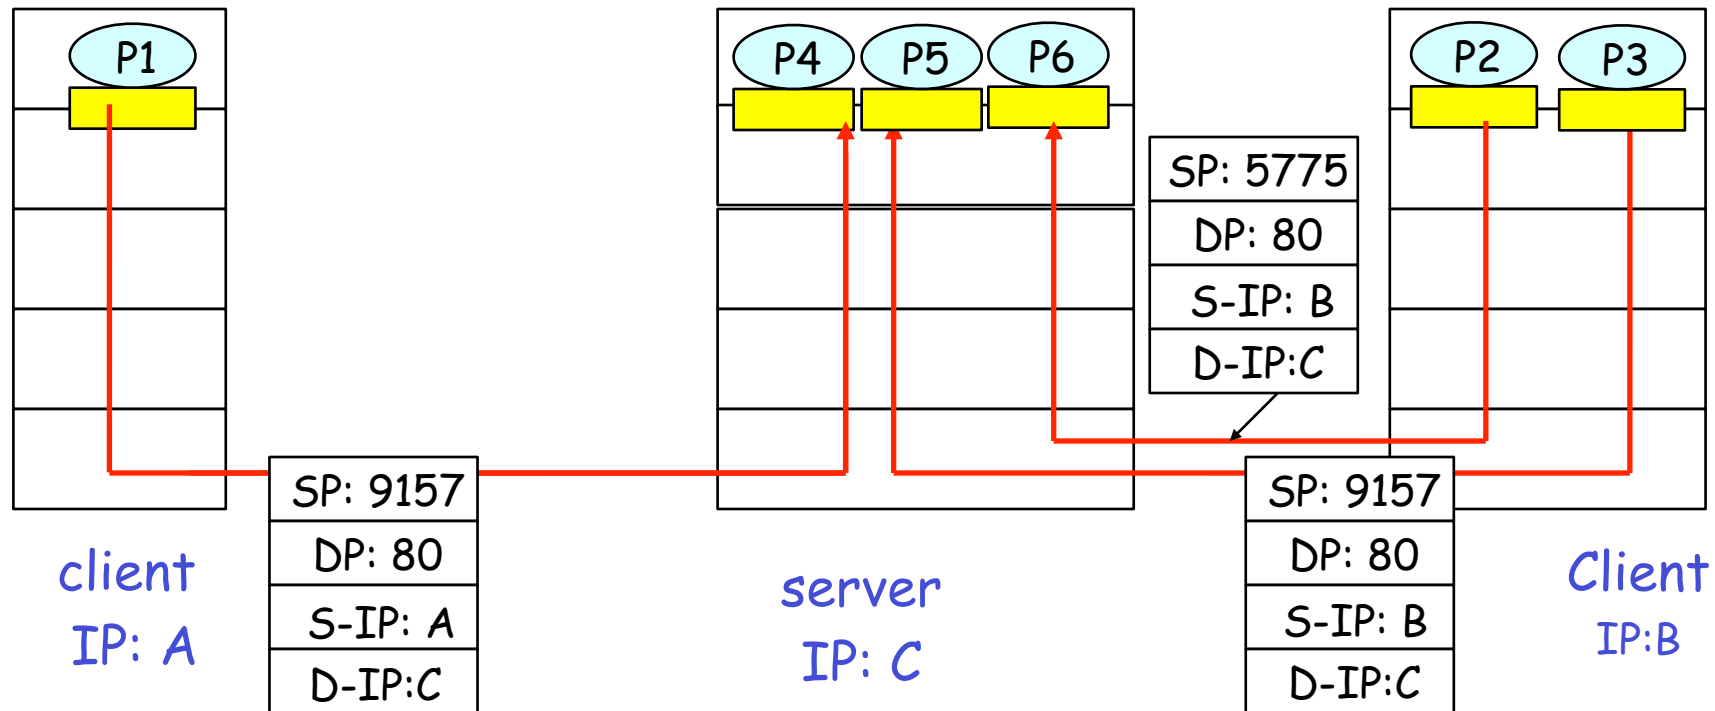 P1
P4
P5
P6
P2
P3
SP: 5775
DP: 80
S-IP: B
D-IP:C
SP: 9157
DP: 80
S-IP: A
D-IP:C
SP: 9157
DP: 80
S-IP: B
D-IP:C
client
IP: A
server
IP: C
Client
IP:B